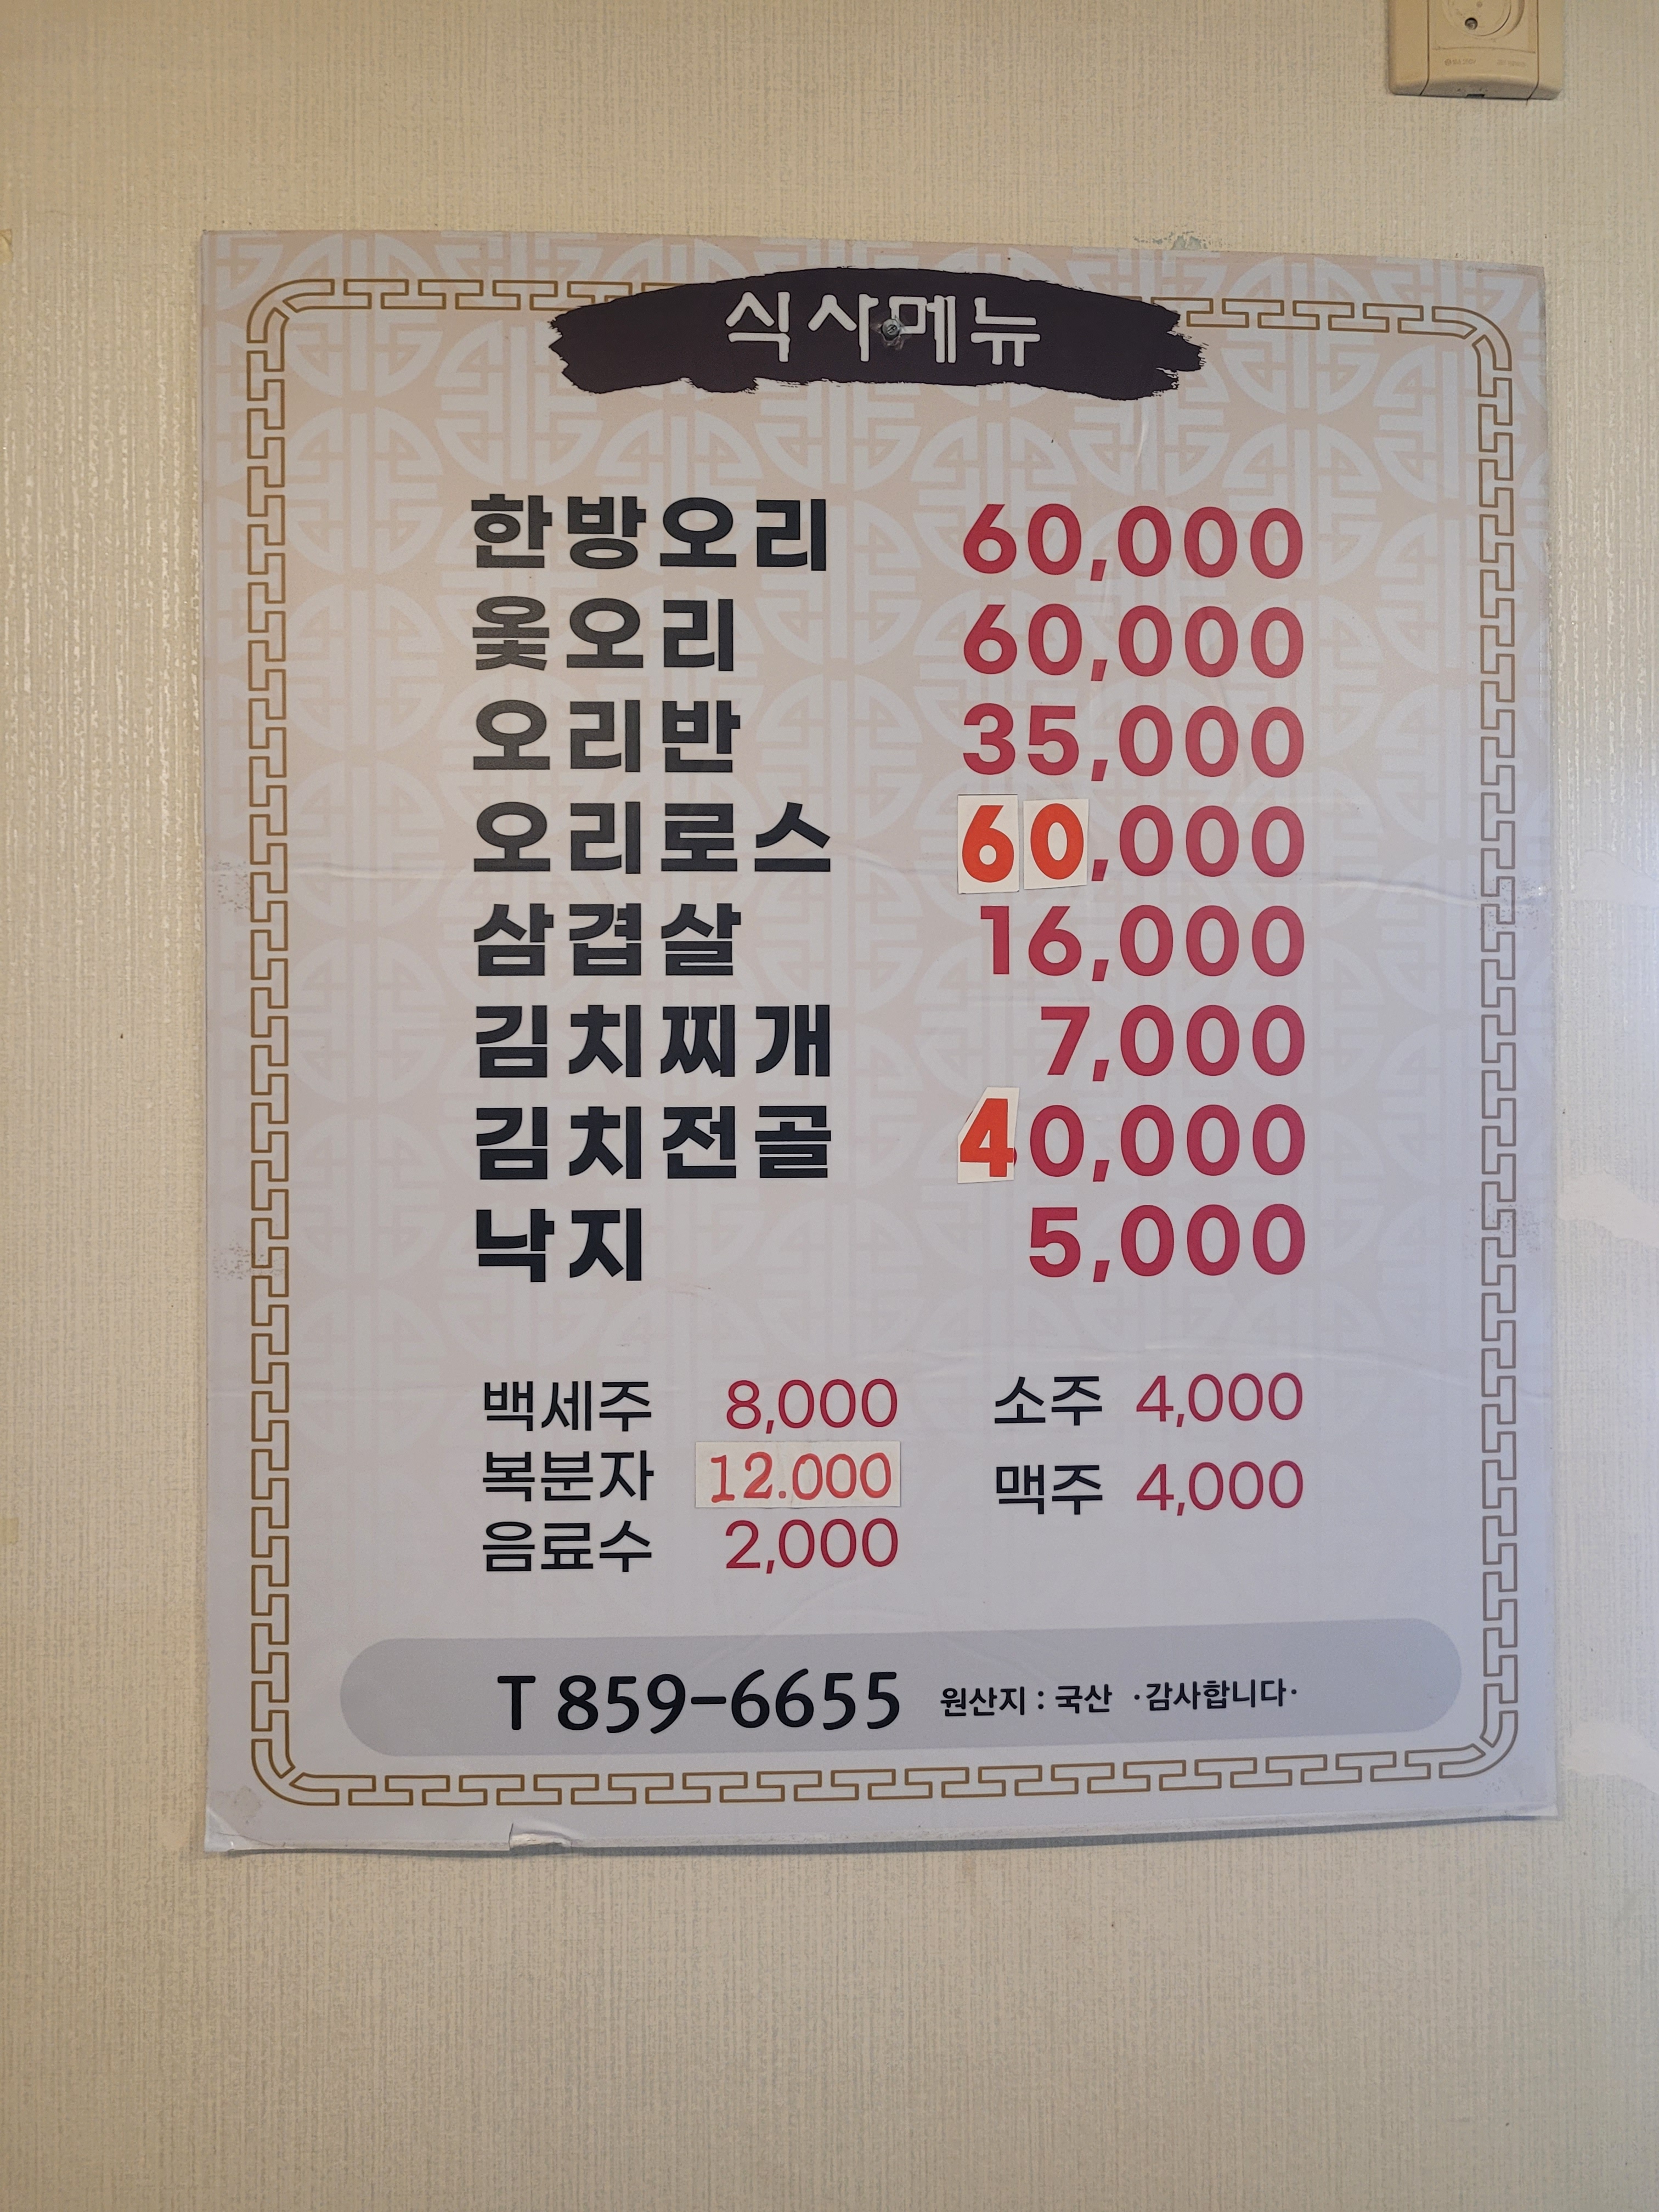 식사메뉴
한방오리 60,000
옻오리 60,000
오리반 35,000
오리로스 60,000
삼겹살 16,000
김치찌개 7,000
김치전골 40,000
낙지 5,000
백세주 8,000 소주 4,000
복분자 12.000 맥주 4,000
음료수 2,000
T 859-6655 원산지 : 국산 ·감사합니다·